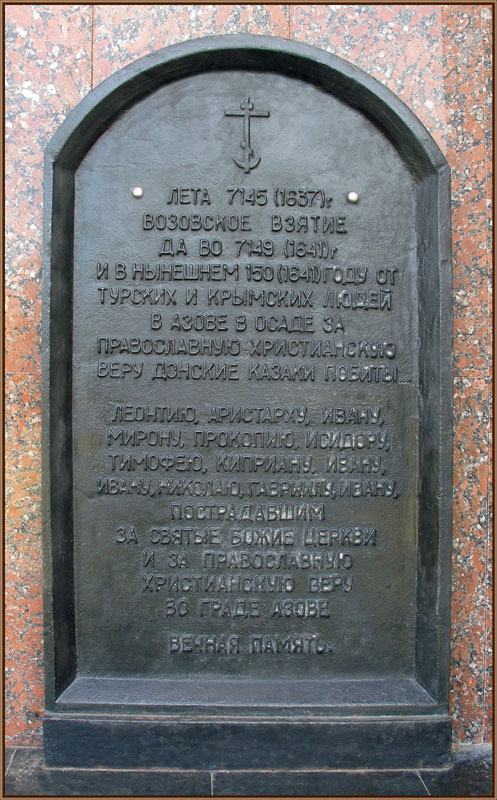 ЛЕТА 7145 (1637) г
ВОЗОВСКОЕ ВЗЯТИЕ
ДА ВО 7149 (1641) г
И В НЫНЕШНЕМ 150 (1641) ГОДУ ОТ
ТУРСКИХ И КРЫМСКИХ ЛЮДЕЙ
В АЗОВЕ В ОСАДЕ ЗА
ПРАВОСЛАВНУЮ ХРИСТИАНСКУЮ
ВЕРУ ДОНСКИЕ КАЗАКИ ПОБИТЫ
ЛЕОНТИЮ, АРИСТАРХУ, ИВАНУ,
МИРОНУ, ПРОКОПИЮ, ИСИДОРУ,
ТИМОФЕЮ, КИПРИАНУ, ИВАНУ,
ИВАНУ, НИКОЛАЮ, ГАВРИИЛУ, ИВАНУ,
ПОСТРАДАВШИМ
ЗА СВЯТЫЕ БОЖИЕ ЦЕРКВИ
И ЗА ПРАВОСЛАВНУЮ
ХРИСТИАНСКУЮ ВЕРУ
ВО ГРАДЕ АЗОВЕ
ВЕЧНАЯ ПАМЯТЬ.